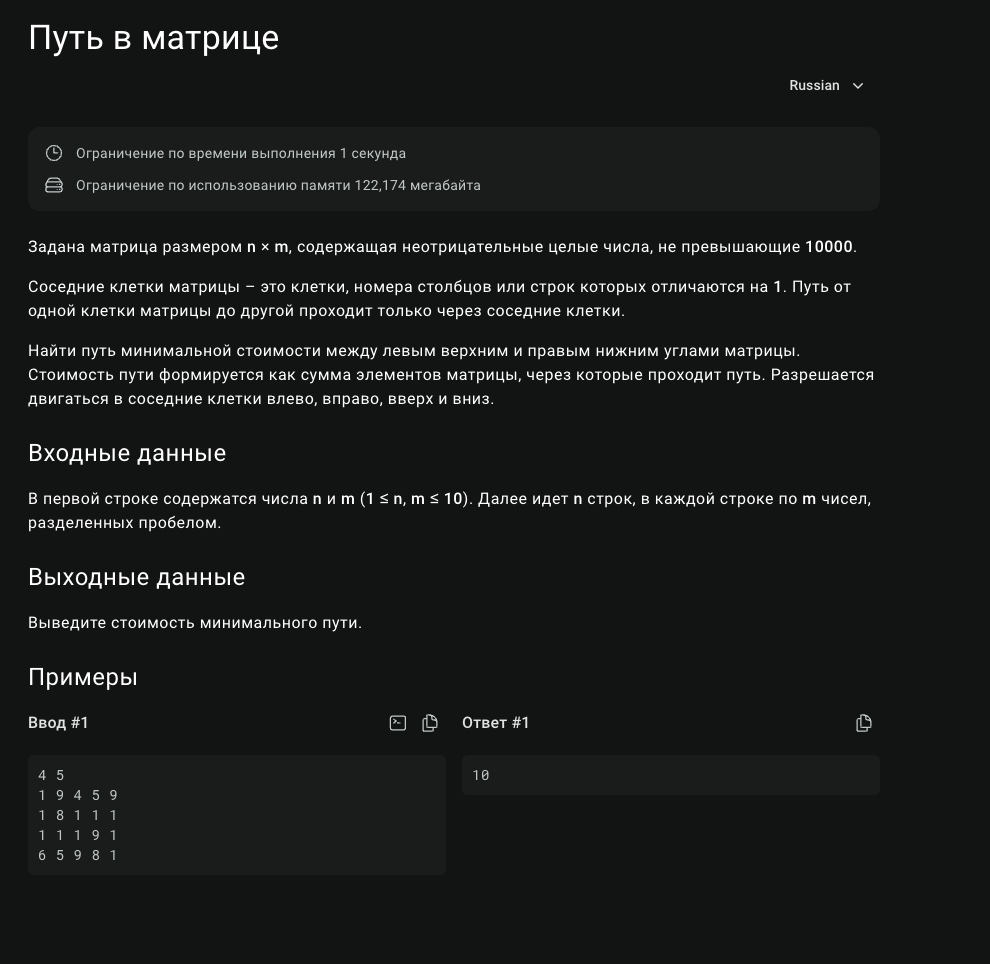 Путь в матрице
Russian
Ограничение по времени выполнения 1 секунда
Ограничение по использованию памяти 122,174 мегабайта
Задана матрица размером n × m, содержащая неотрицательные целые числа, не превышающие 10000.
Соседние клетки матрицы – это клетки, номера столбцов или строк которых отличаются на 1. Путь от
одной клетки матрицы до другой проходит только через соседние клетки.
Найти путь минимальной стоимости между левым верхним и правым нижним углами матрицы.
Стоимость пути формируется как сумма элементов матрицы, через которые проходит путь. Разрешается
двигаться в соседние клетки влево, вправо, вверх и вниз.
Входные данные
В первой строке содержатся числа n и m (1 ≤ n, m ≤ 10). Далее идет n строк, в каждой строке по m чисел,
разделенных пробелом.
Выходные данные
Выведите стоимость минимального пути.
Примеры
Ввод #1
4 5
1 9 4 5 9
1 8 1 1 1
1 1 1 9 1
6 5 9 8 1
Ответ #1
10